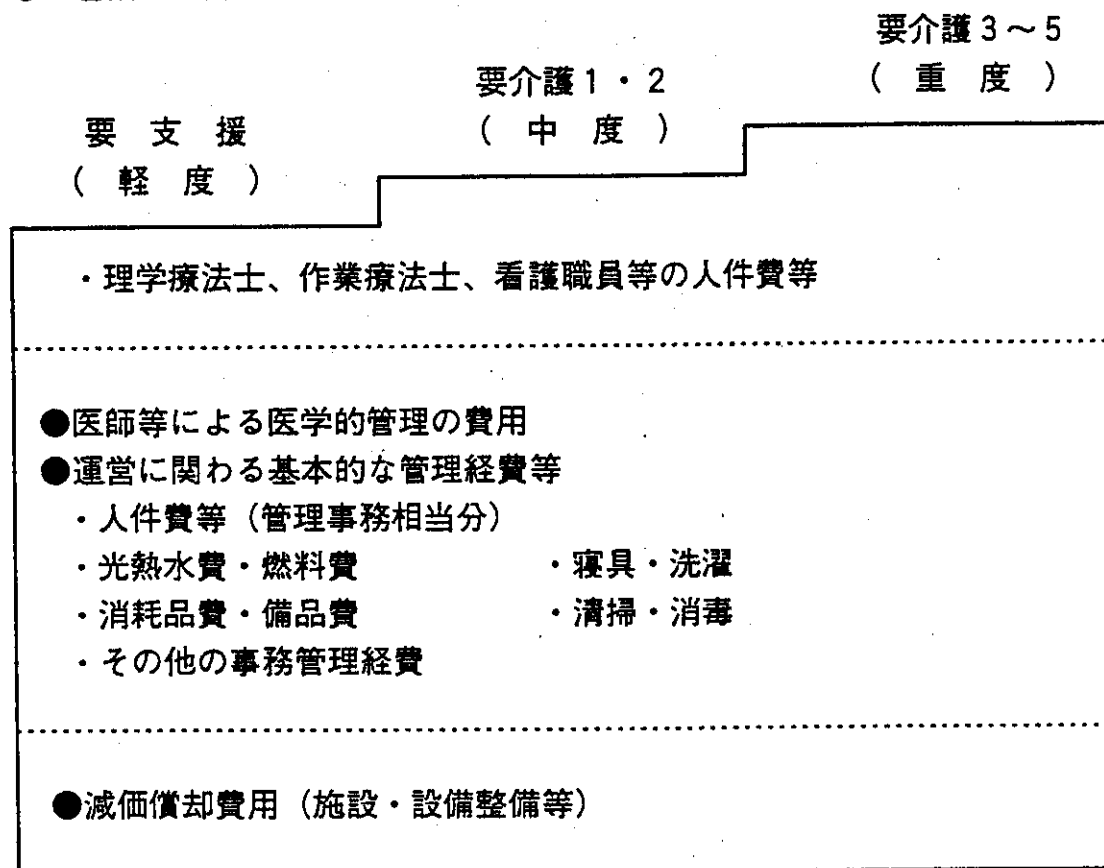 要介護3～5
(重度)
要介護1・2
(中度)
要支援
(軽度)
・理学療法士、作業療法士、看護職員等の人件費等
●医師等による医学的管理の費用
●運営に関わる基本的な管理経費等
・人件費等（管理事務相当分）
・光熱水費・燃料費　・寝具・洗濯
・消耗品費・備品費　・清掃・消毒
・その他の事務管理経費
●減価償却費用（施設・設備整備等）